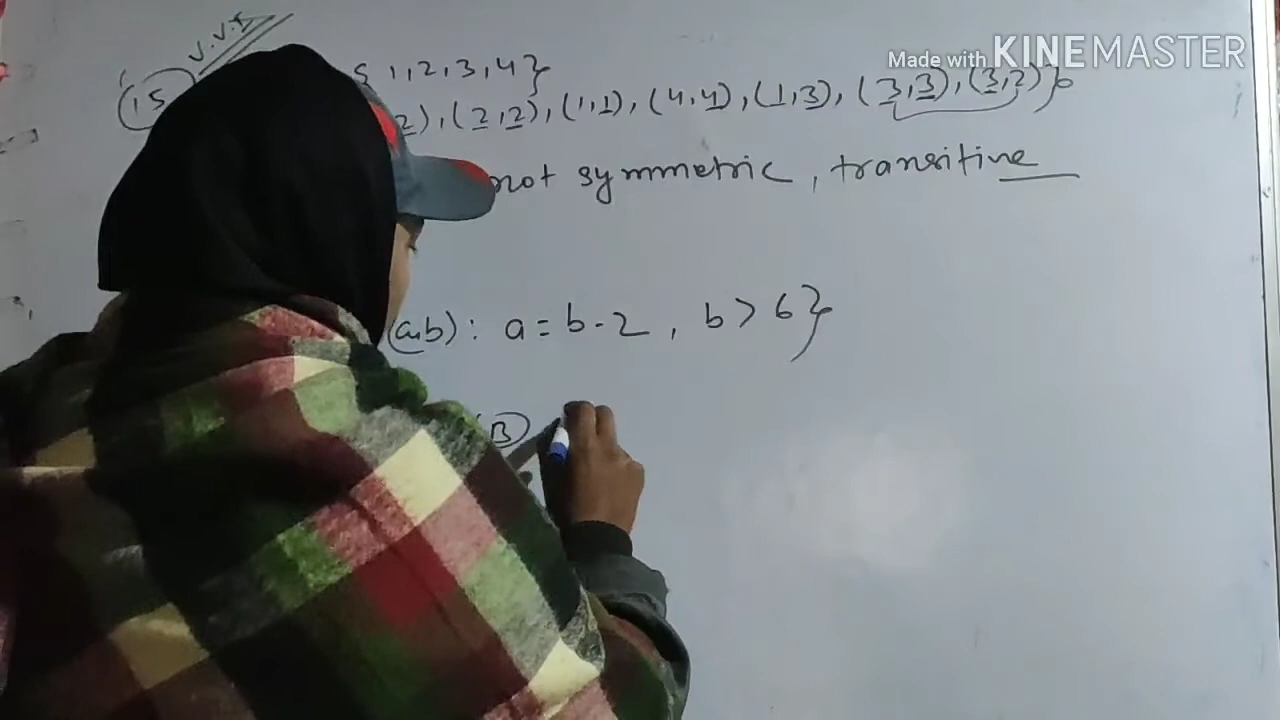 V.V.I
Made with KINEMASTER
(15) 1,2,3,4}
2), (2,2), (1,1), (4,4), (1,3), (3,3), (3,2)}
not symmetric, transitive
(a,b): a = b-2, b > 6}
(B)